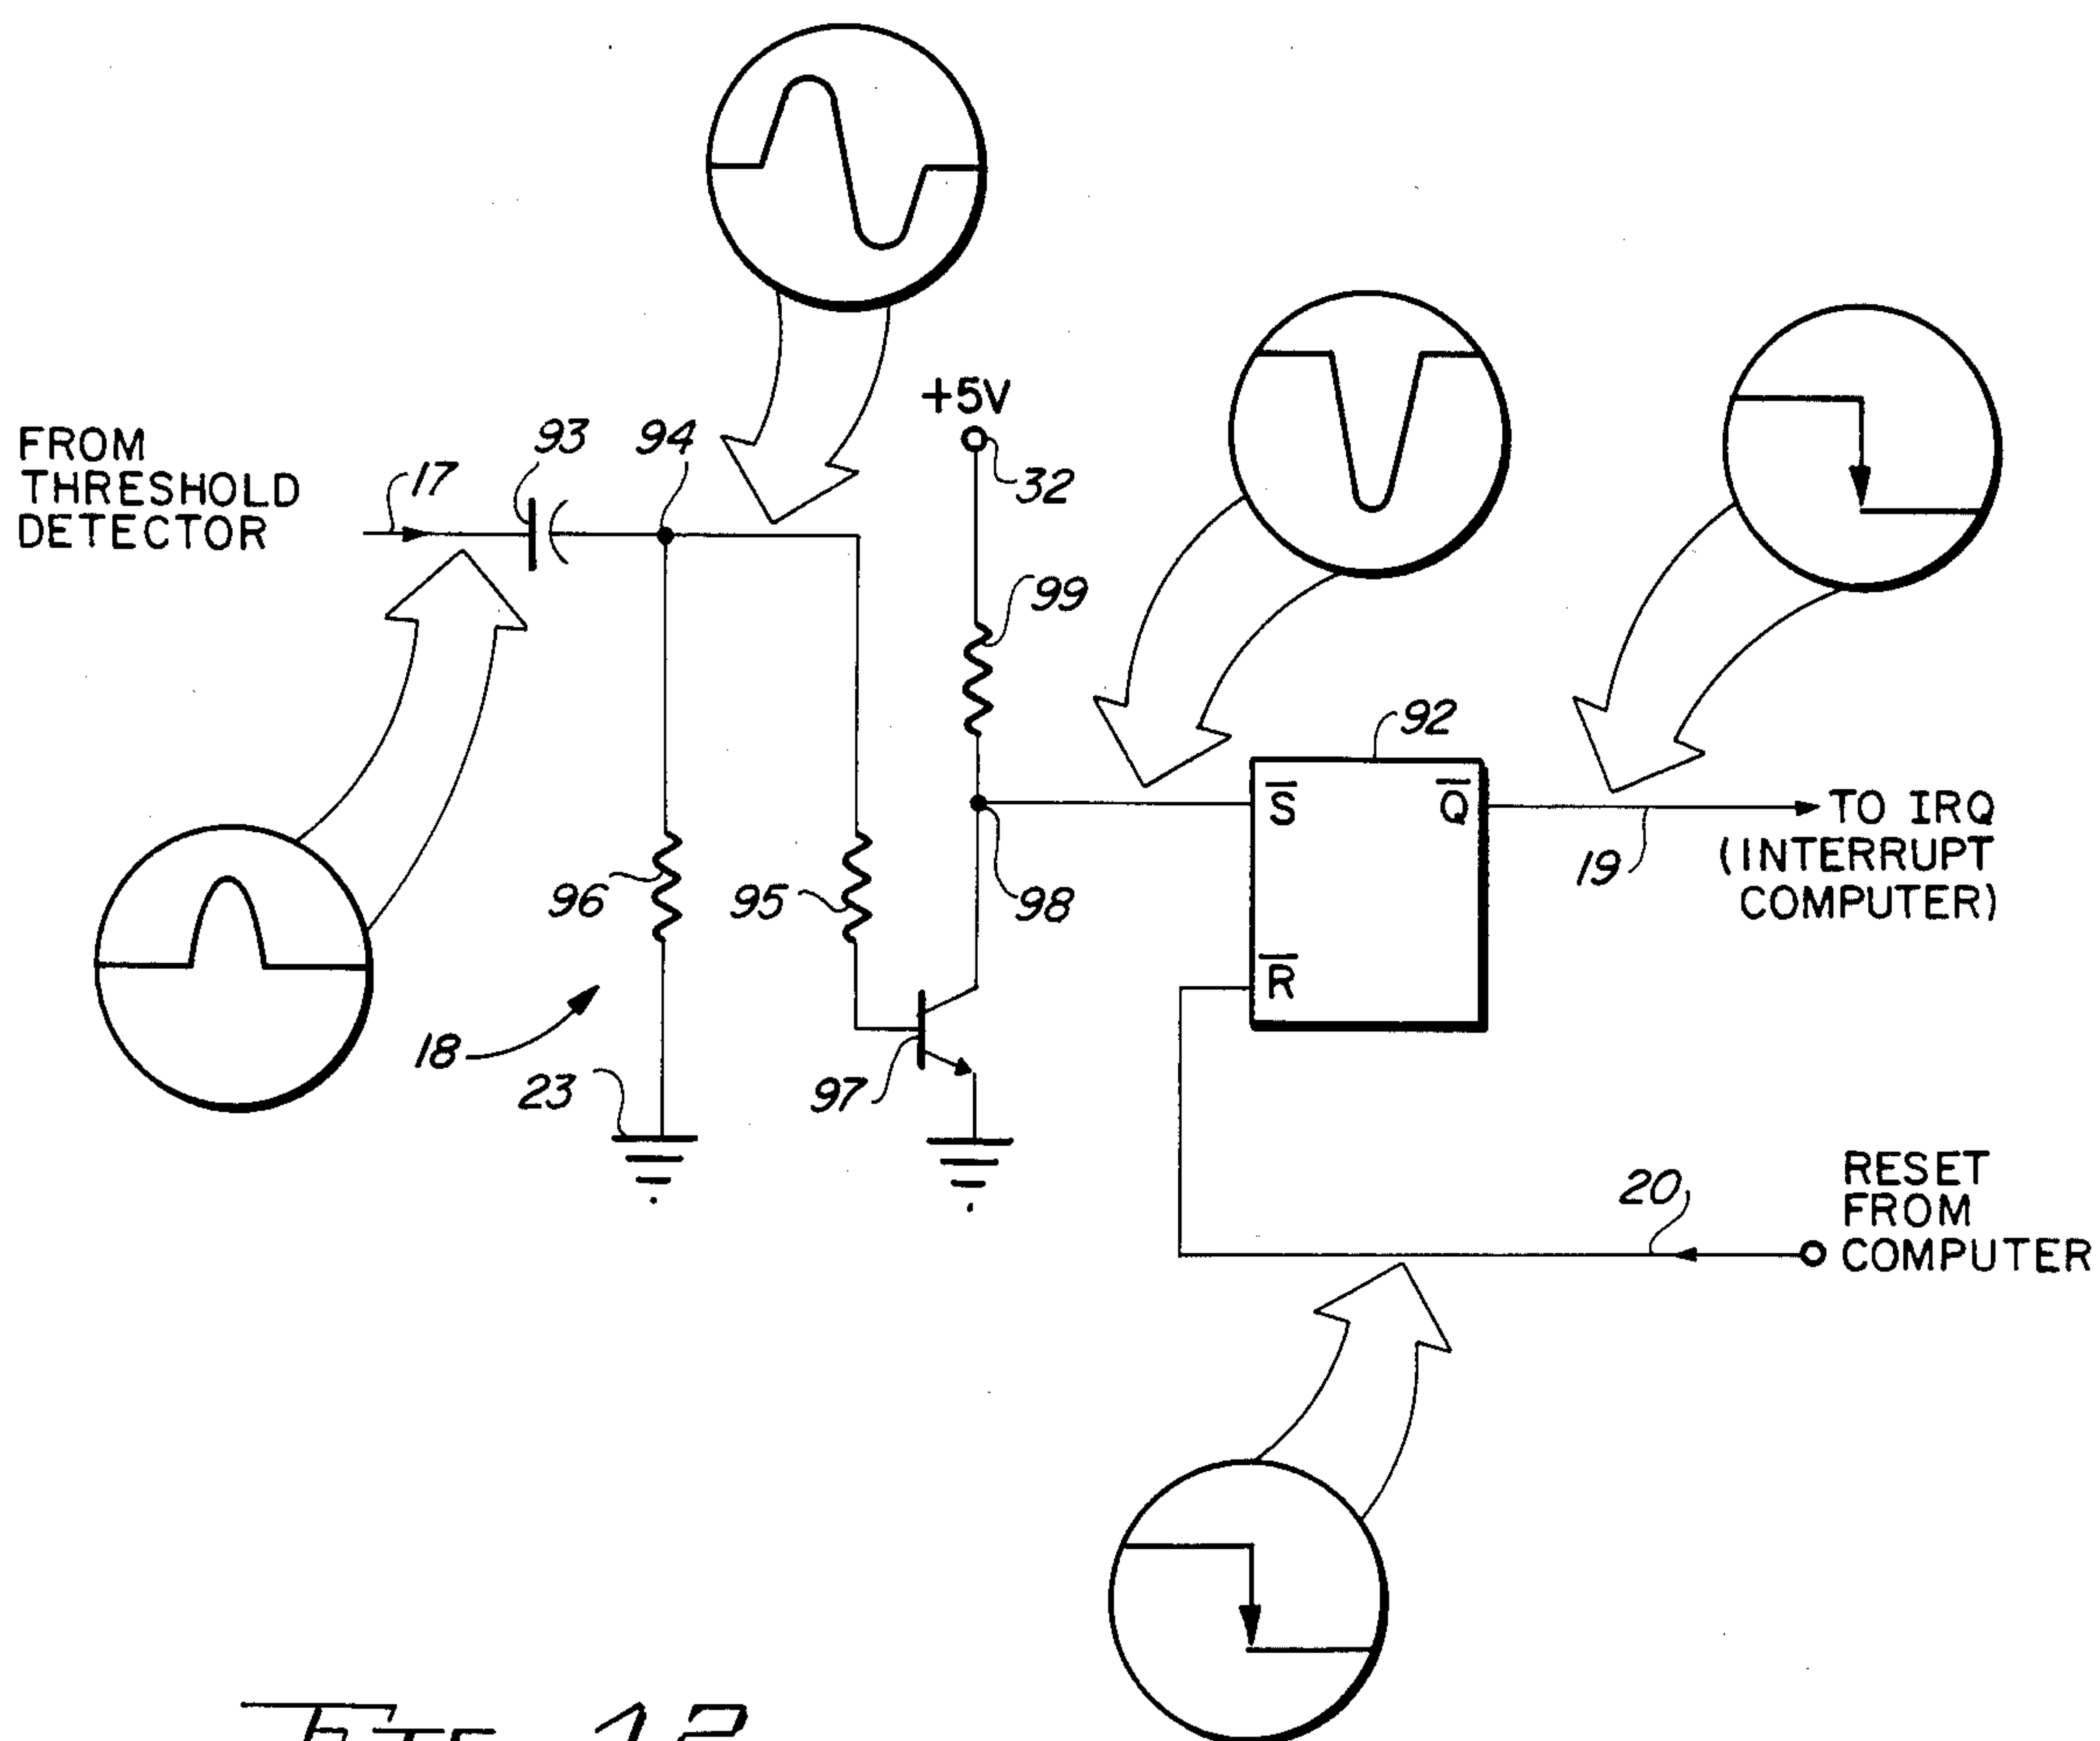 +5V
93
94
FROM
THRESHOLD
DETECTOR
17
32
99
92
S̅
Q̅
TO IRQ
(INTERRUPT
COMPUTER)
19
96
95
98
R̅
18
23
97
20
RESET
FROM
COMPUTER
12